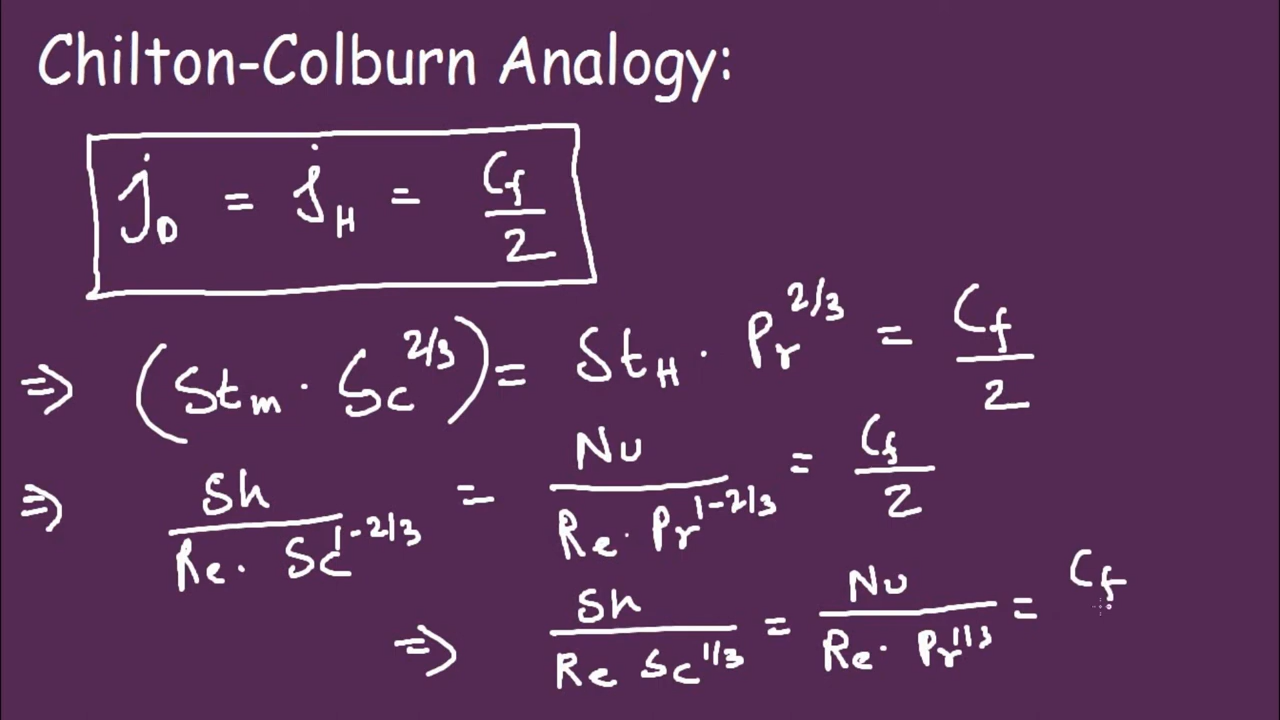 Chilton-Colburn Analogy:
j_D = j_H = C_f/2
⇒ (St_m · Sc^2/3) = St_H · Pr^2/3 = C_f/2
⇒ Sh/(Re · Sc^1-2/3) = Nu/(Re · Pr^1-2/3) = C_f/2
⇒ Sh/(Re Sc^1/3) = Nu/(Re · Pr^1/3) = C_f